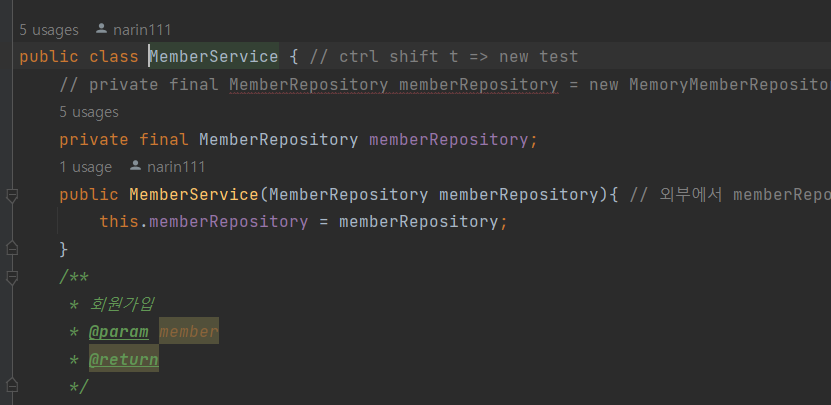 5 usages narin111
public class MemberService { // ctrl shift t => new test
// private final MemberRepository memberRepository = new MemoryMemberRepositor
5 usages
private final MemberRepository memberRepository;
1 usage narin111
public MemberService(MemberRepository memberRepository){ // 외부에서 memberRepo
this.memberRepository = memberRepository;
}
/**
* 회원가입
* @param member
* @return
*/